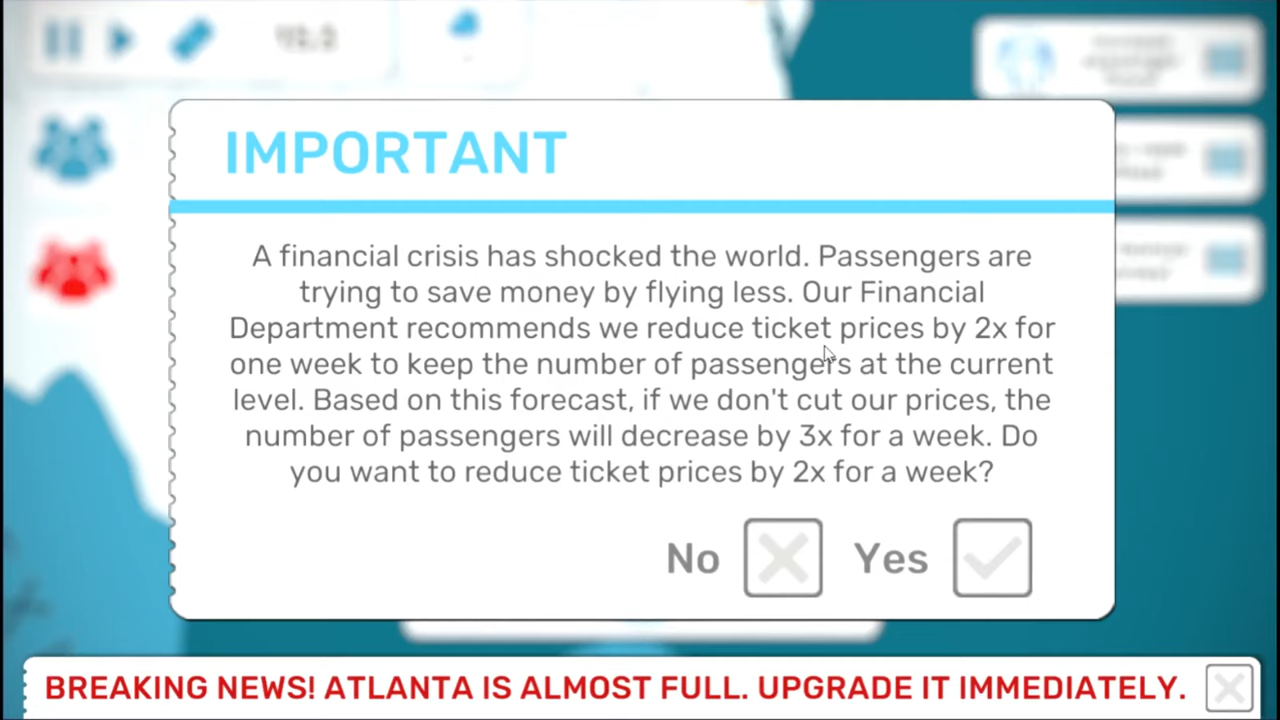 IMPORTANT
A financial crisis has shocked the world. Passengers are
trying to save money by flying less. Our Financial
Department recommends we reduce ticket prices by 2x for
one week to keep the number of passengers at the current
level. Based on this forecast, if we don't cut our prices, the
number of passengers will decrease by 3x for a week. Do
you want to reduce ticket prices by 2x for a week?
No Yes
BREAKING NEWS! ATLANTA IS ALMOST FULL. UPGRADE IT IMMEDIATELY.